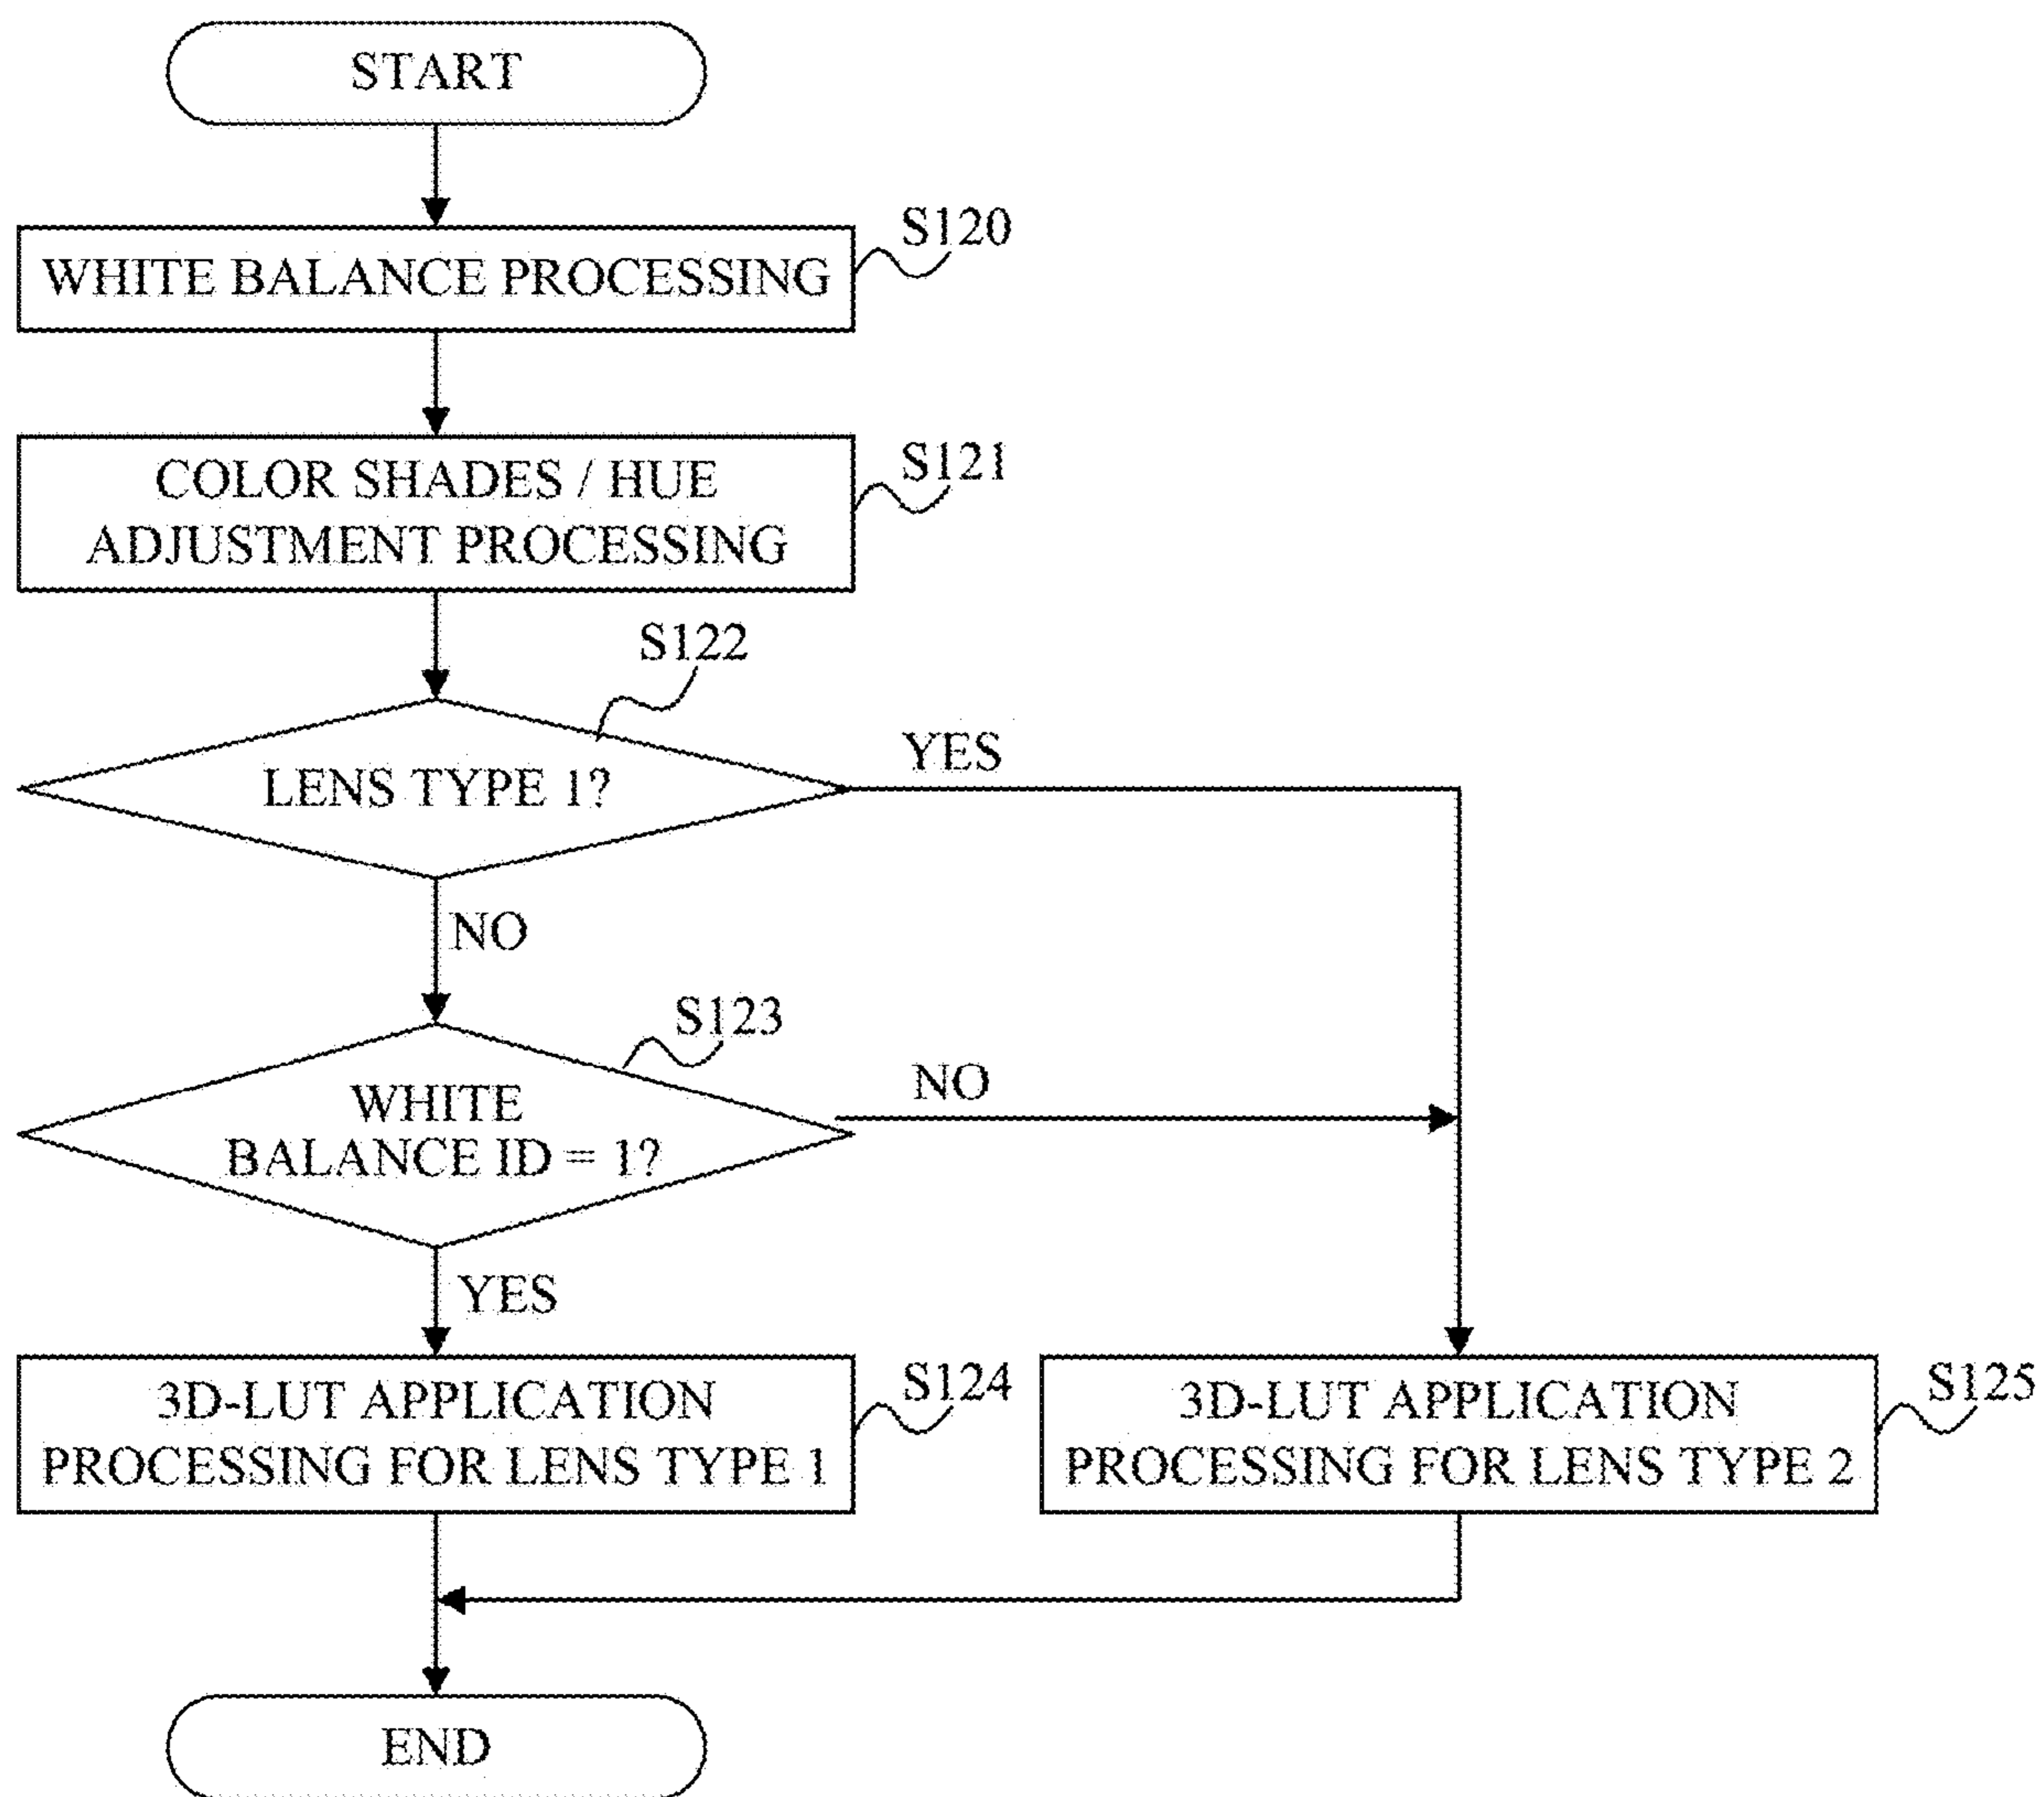 START
S120
WHITE BALANCE PROCESSING
S121
COLOR SHADES / HUE
ADJUSTMENT PROCESSING
S122
YES
LENS TYPE 1?
NO
S123
NO
WHITE
BALANCE ID = 1?
YES
S124
3D-LUT APPLICATION
PROCESSING FOR LENS TYPE 1
S125
3D-LUT APPLICATION
PROCESSING FOR LENS TYPE 2
END